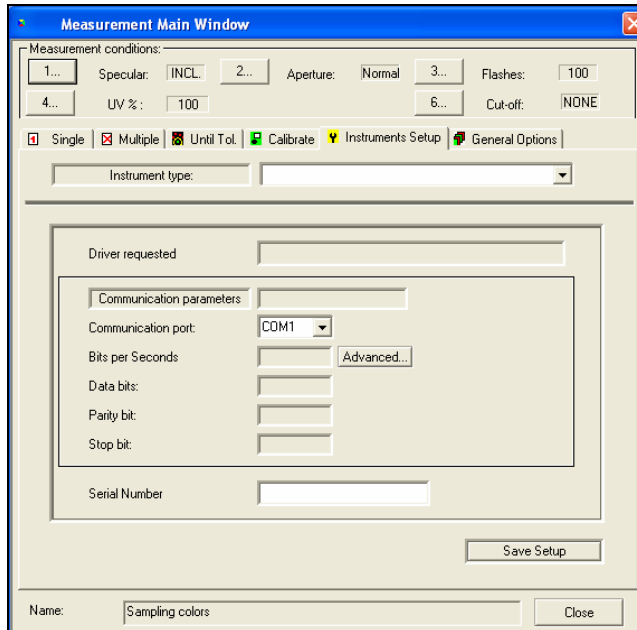 Measurement Main Window
Measurement conditions:
1... Specular: INCL. 2... Aperture: Normal 3... Flashes: 100
4... UV % : 100 6... Cut-off: NONE
1 Single Multiple Until Tol. Calibrate Instruments Setup General Options
Instrument type:
Driver requested
Communication parameters
Communication port: COM1
Bits per Seconds Advanced...
Data bits:
Parity bit:
Stop bit:
Serial Number
Save Setup
Name: Sampling colors Close